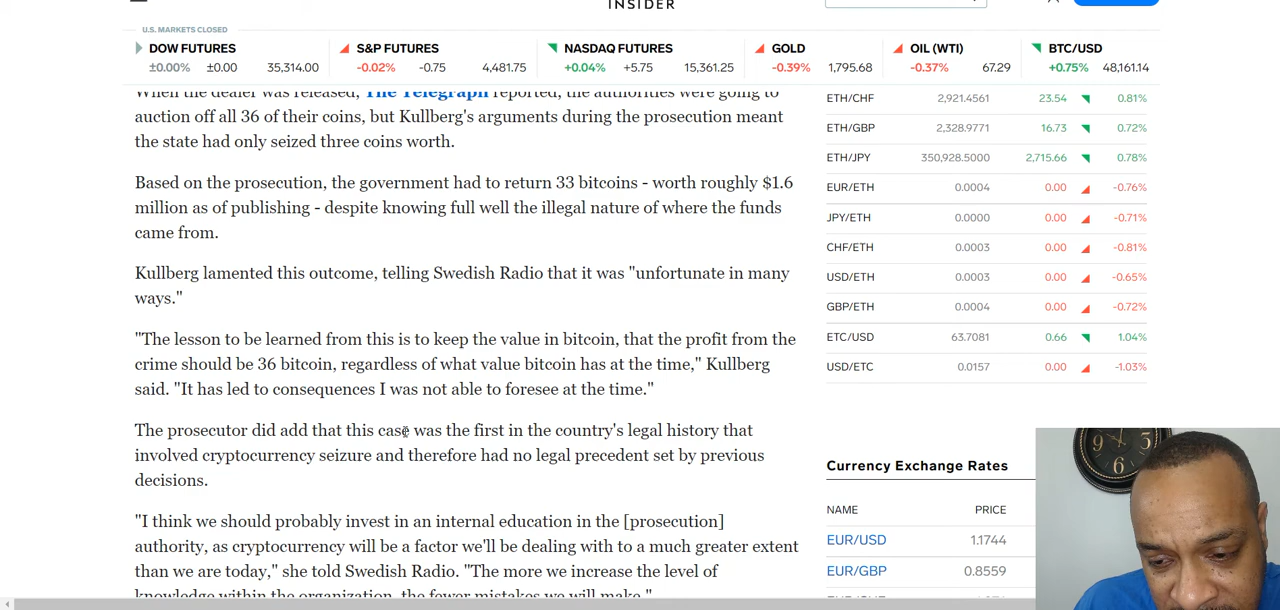 INSIDER
U.S. MARKETS CLOSED
DOW FUTURES
±0.00% ±0.00 35,314.00
S&P FUTURES
-0.02% -0.75 4,481.75
NASDAQ FUTURES
+0.04% +5.75 15,361.25
GOLD
-0.39% 1,795.68
OIL (WTI)
-0.37% 67.29
BTC/USD
+0.75% 48,161.14
When the dealer was released, The Telegraph reported, the authorities were going to
auction off all 36 of their coins, but Kullberg's arguments during the prosecution meant
the state had only seized three coins worth.
Based on the prosecution, the government had to return 33 bitcoins - worth roughly $1.6
million as of publishing - despite knowing full well the illegal nature of where the funds
came from.
Kullberg lamented this outcome, telling Swedish Radio that it was "unfortunate in many
ways."
"The lesson to be learned from this is to keep the value in bitcoin, that the profit from the
crime should be 36 bitcoin, regardless of what value bitcoin has at the time," Kullberg
said. "It has led to consequences I was not able to foresee at the time."
The prosecutor did add that this case was the first in the country's legal history that
involved cryptocurrency seizure and therefore had no legal precedent set by previous
decisions.
"I think we should probably invest in an internal education in the [prosecution]
authority, as cryptocurrency will be a factor we'll be dealing with to a much greater extent
than we are today," she told Swedish Radio. "The more we increase the level of
knowledge within the organization, the fewer mistakes we will make."
ETH/CHF 2,921.4561 23.54 0.81%
ETH/GBP 2,328.9771 16.73 0.72%
ETH/JPY 350,928.5000 2,715.66 0.78%
EUR/ETH 0.0004 0.00 -0.76%
JPY/ETH 0.0000 0.00 -0.71%
CHF/ETH 0.0003 0.00 -0.81%
USD/ETH 0.0003 0.00 -0.65%
GBP/ETH 0.0004 0.00 -0.72%
ETC/USD 63.7081 0.66 1.04%
USD/ETC 0.0157 0.00 -1.03%
Currency Exchange Rates
NAME PRICE
EUR/USD 1.1744
EUR/GBP 0.8559
9 3
6